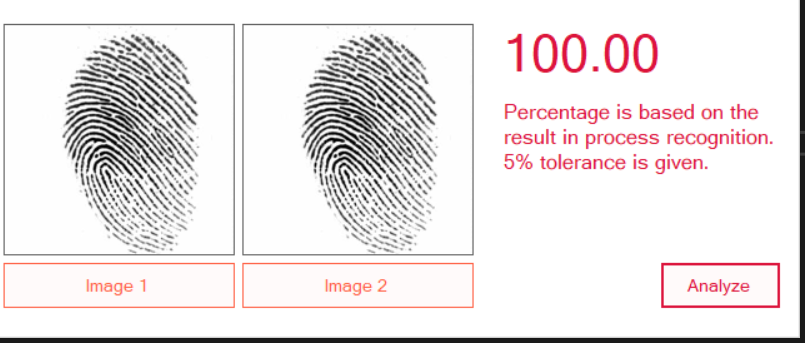 100.00
Percentage is based on the
result in process recognition.
5% tolerance is given.
Image 1
Image 2
Analyze